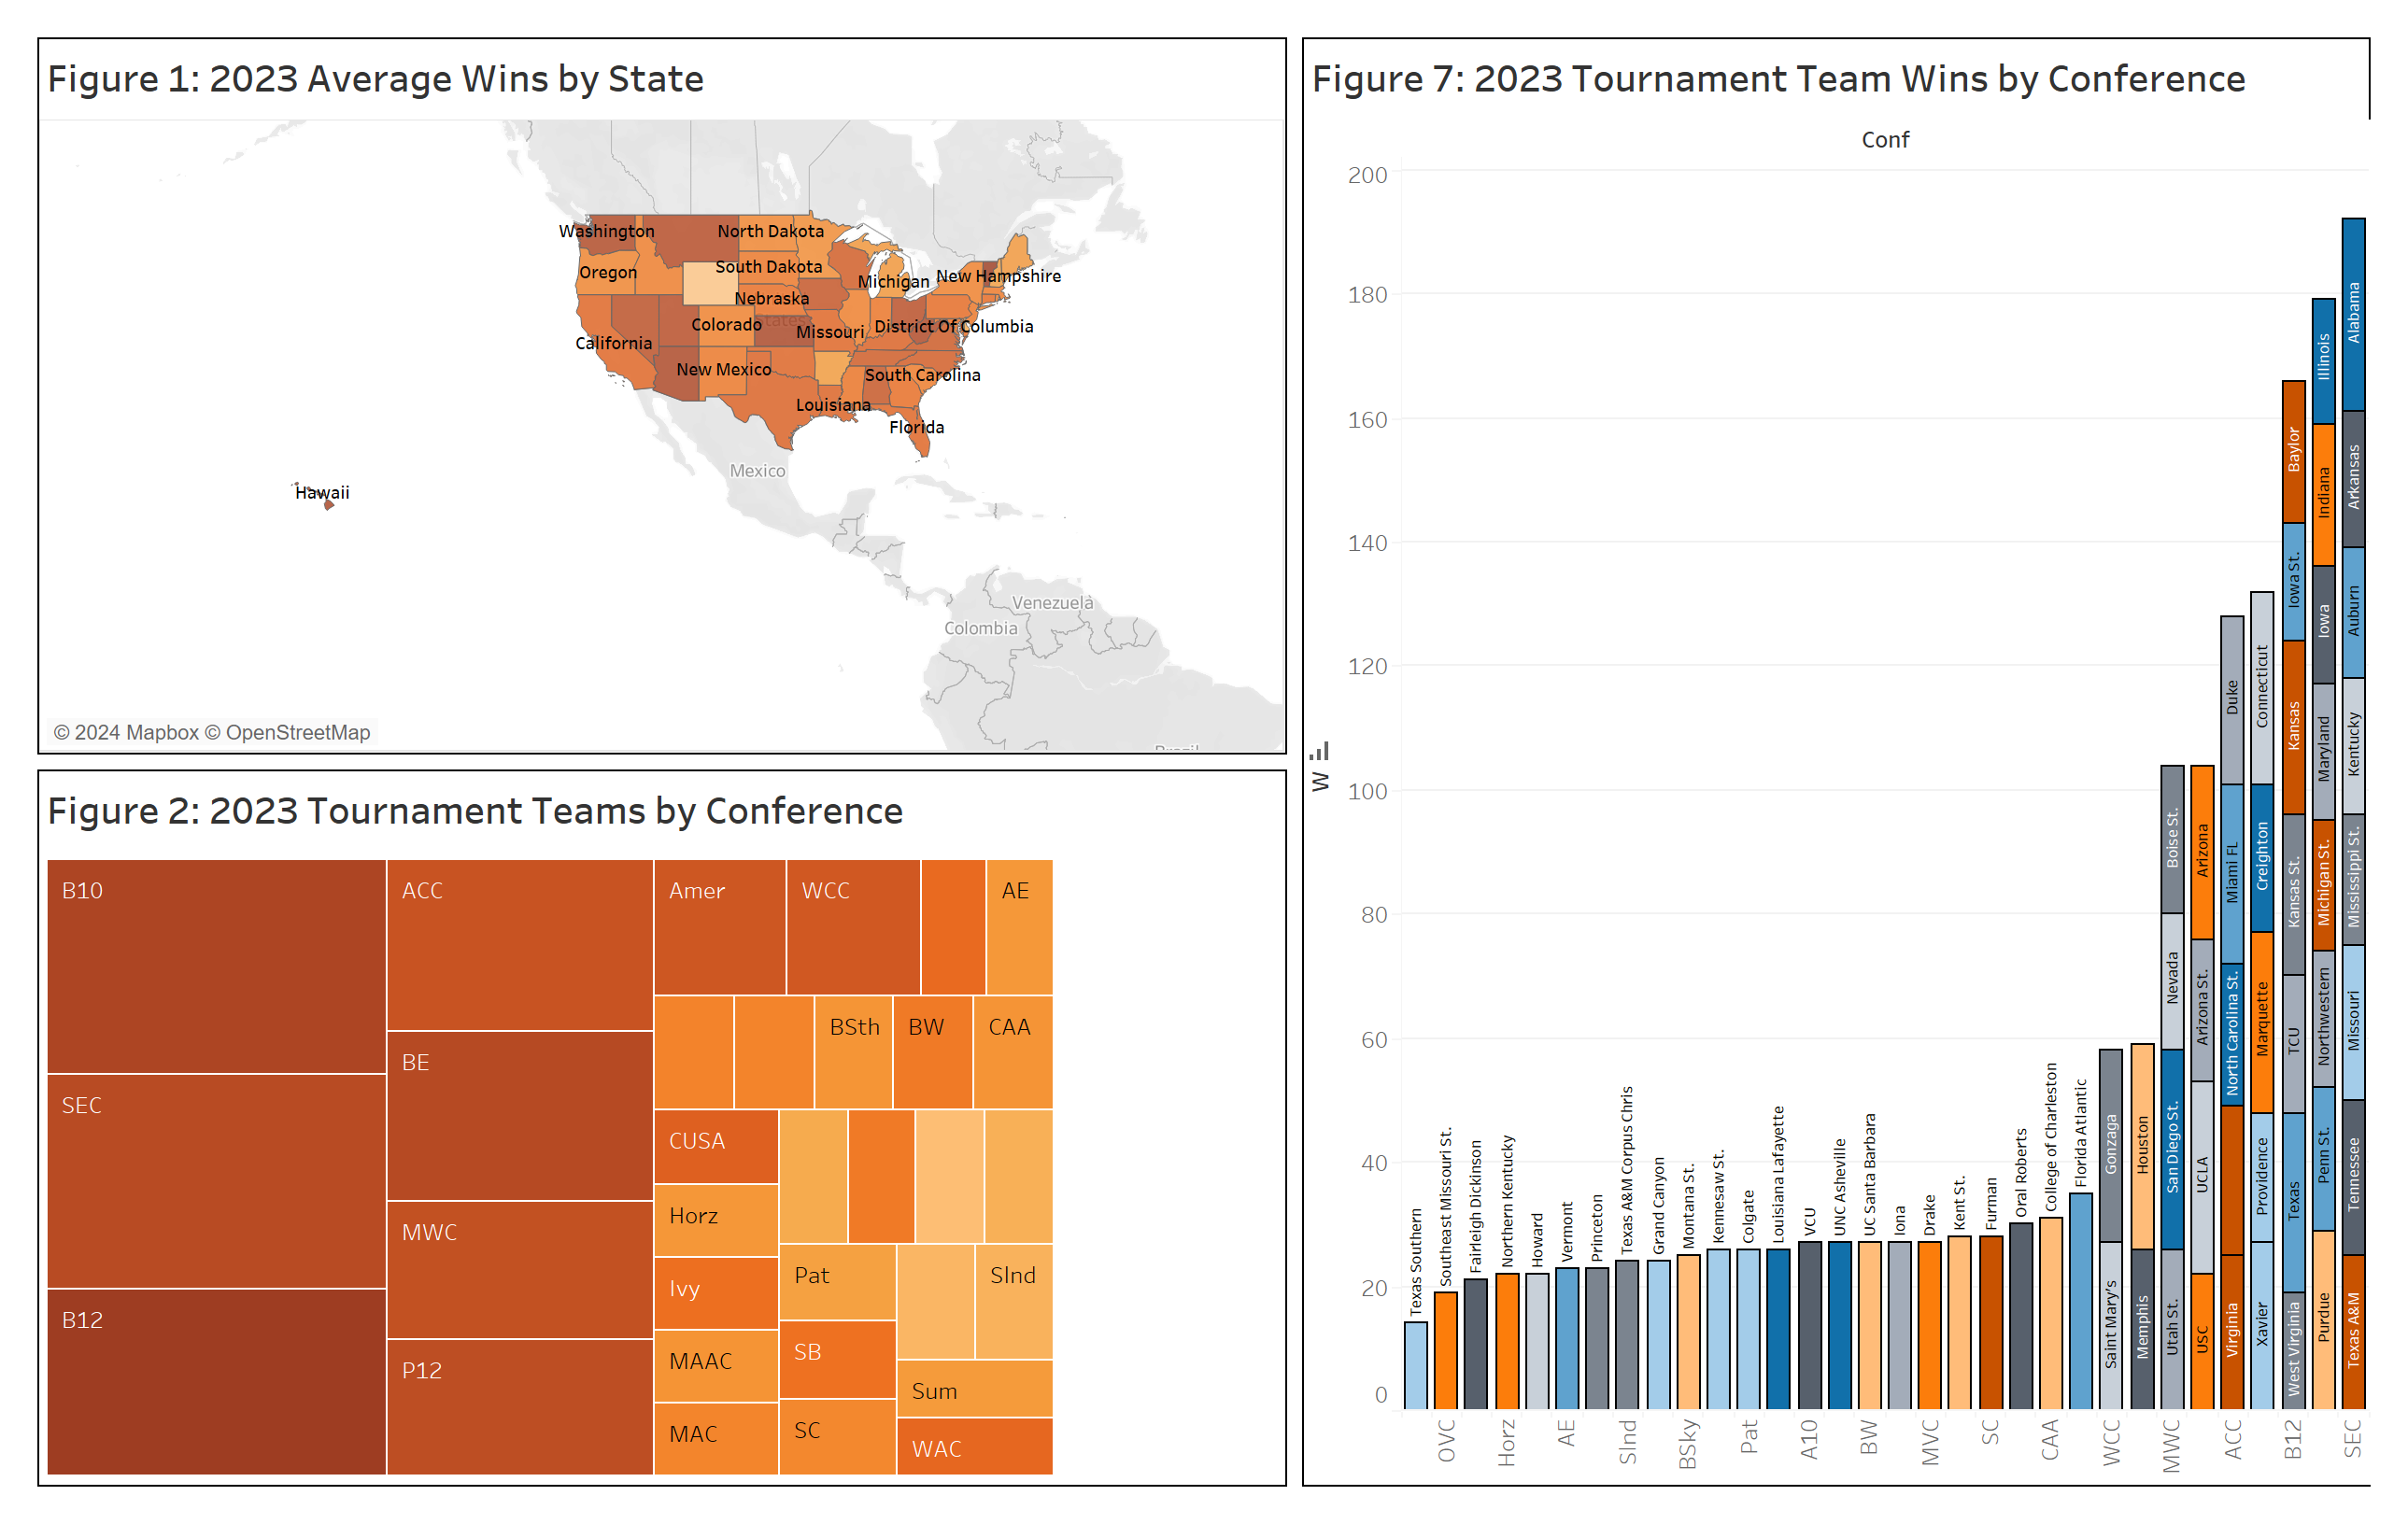 Figure 1: 2023 Average Wins by State
Washington
North Dakota
Oregon
South Dakota
Michigan
New Hampshire
Nebraska
Colorado
States
Missouri
District Of Columbia
California
New Mexico
South Carolina
Louisiana
Florida
Mexico
Hawaii
Venezuela
Colombia
Brazil
© 2024 Mapbox © OpenStreetMap
Figure 2: 2023 Tournament Teams by Conference
B10
ACC
Amer
WCC
AE
BSth
BW
CAA
BE
SEC
CUSA
Horz
MWC
Pat
Slnd
Ivy
B12
SB
MAAC
P12
Sum
MAC
SC
WAC
Figure 7: 2023 Tournament Team Wins by Conference
Conf
W
200
180
160
140
120
100
80
60
40
20
0
Texas Southern
Southeast Missouri St.
Fairleigh Dickinson
Northern Kentucky
Howard
Vermont
Princeton
Texas A&M Corpus Chris
Grand Canyon
Montana St.
Kennesaw St.
Colgate
Louisiana Lafayette
VCU
UNC Asheville
UC Santa Barbara
Iona
Drake
Kent St.
Furman
Oral Roberts
College of Charleston
Florida Atlantic
Gonzaga
Saint Mary's
Houston
Memphis
Boise St.
Nevada
San Diego St.
Utah St.
Arizona
Arizona St.
UCLA
USC
Duke
Miami FL
North Carolina St.
Virginia
Connecticut
Creighton
Marquette
Providence
Xavier
Baylor
Iowa St.
Kansas
Kansas St.
TCU
Texas
West Virginia
Illinois
Indiana
Iowa
Maryland
Michigan St.
Northwestern
Penn St.
Purdue
Alabama
Arkansas
Auburn
Kentucky
Mississippi St.
Missouri
Tennessee
Texas A&M
OVC
Horz
AE
Slnd
BSky
Pat
A10
BW
MVC
SC
CAA
WCC
MWC
ACC
B12
SEC